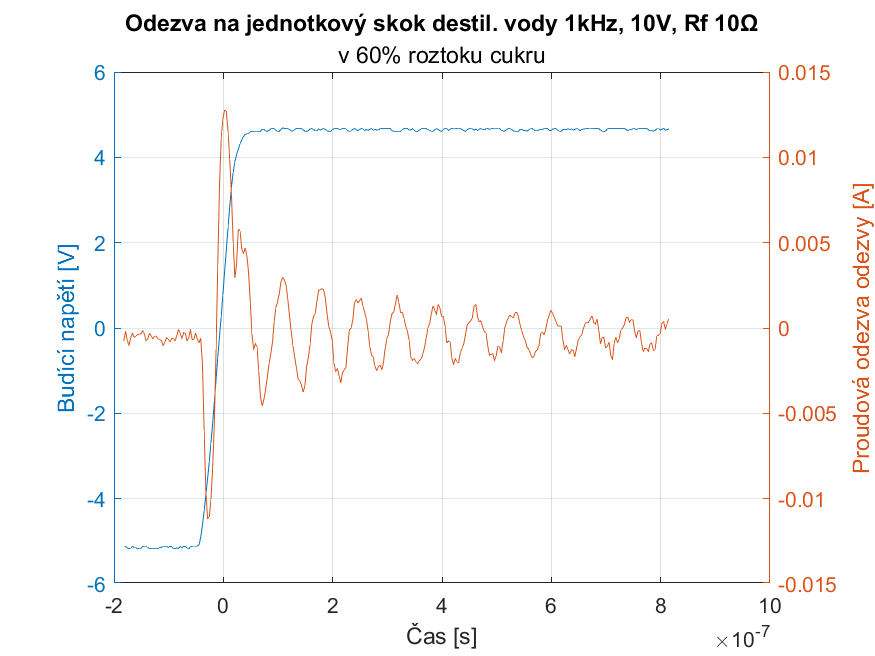 Odezva na jednotkový skok destil. vody 1kHz, 10V, Rf 10Ω
v 60% roztoku cukru
6
4
2
0
-2
-4
-6
Budící napětí [V]
0.015
0.01
0.005
0
-0.005
-0.01
-0.015
Proudová odezva odezvy [A]
-2 0 2 4 6 8 10
Čas [s]
×10-7